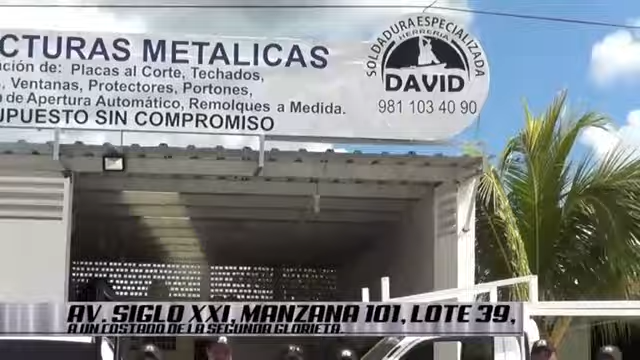 CTURAS METALICAS
ción de: Placas al Corte, Techados,
, Ventanas, Protectores, Portones,
de Apertura Automático, Remolques a Medida.
UPUESTO SIN COMPROMISO
SOLDADURA ESPECIALIZADA
HERRERIA
DAVID
981 103 40 90
AV. SIGLO XXI, MANZANA 101, LOTE 39,
A UN COSTADO DE LA SEGUNDA GLORIETA.